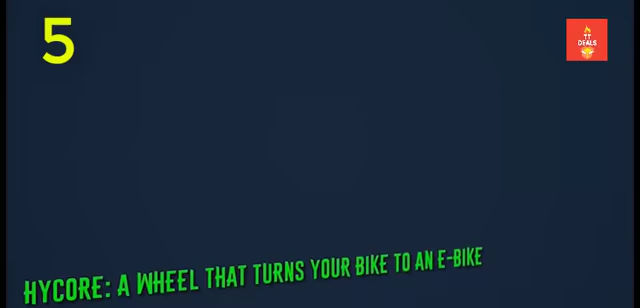 5
TT
DEALS
HYCORE: A WHEEL THAT TURNS YOUR BIKE TO AN E-BIKE